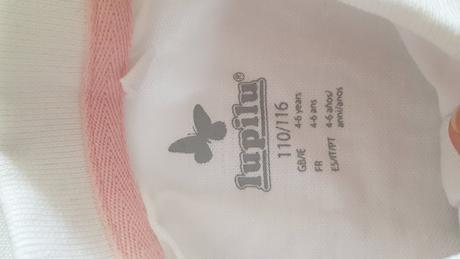 lupilu®
110/116
GB/IE 4-6 years
FR 4-6 ans
ES/IT/PT 4-6 años/
anni/anos